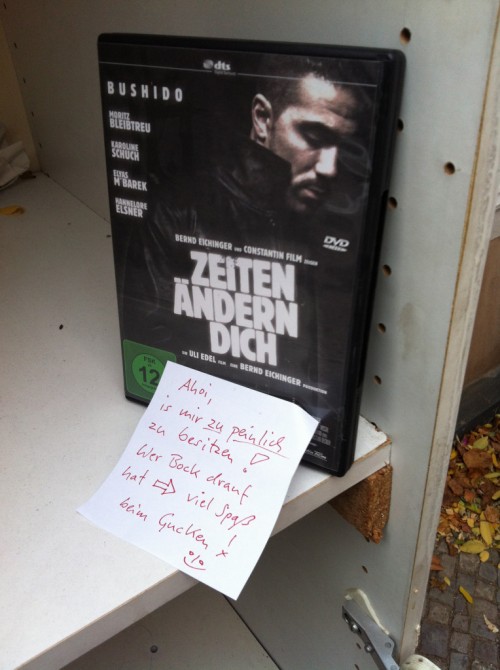 dts
BUSHIDO
MORITZ
BLEIBTREU
KAROLINE
SCHUCH
ELYAS
M'BAREK
HANNELORE
ELSNER
DVD
BERND EICHINGER UND CONSTANTIN FILM ZEIGEN
ZEITEN
ÄNDERN
DICH
EIN ULI EDEL FILM EINE BERND EICHINGER PRODUKTION
FSK
12
Ahoi,
is mir zu peinlich
zu besitzen!
Wer Bock drauf
hat ⇨ viel Spaß
beim Gucken!